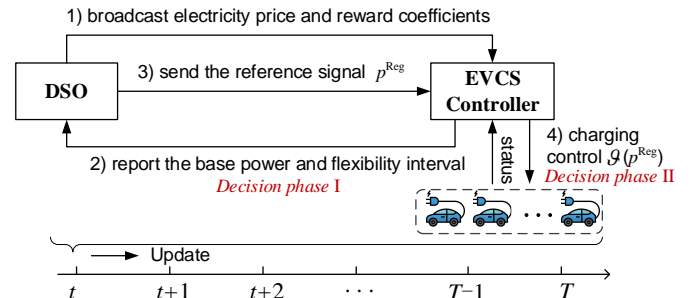 1) broadcast electricity price and reward coefficients
DSO
3) send the reference signal p^Reg
EVCS
Controller
2) report the base power and flexibility interval
Decision phase I
status
4) charging
control 𝒥(p^Reg)
Decision phase II
· · ·
Update
t
t+1
t+2
· · ·
T−1
T